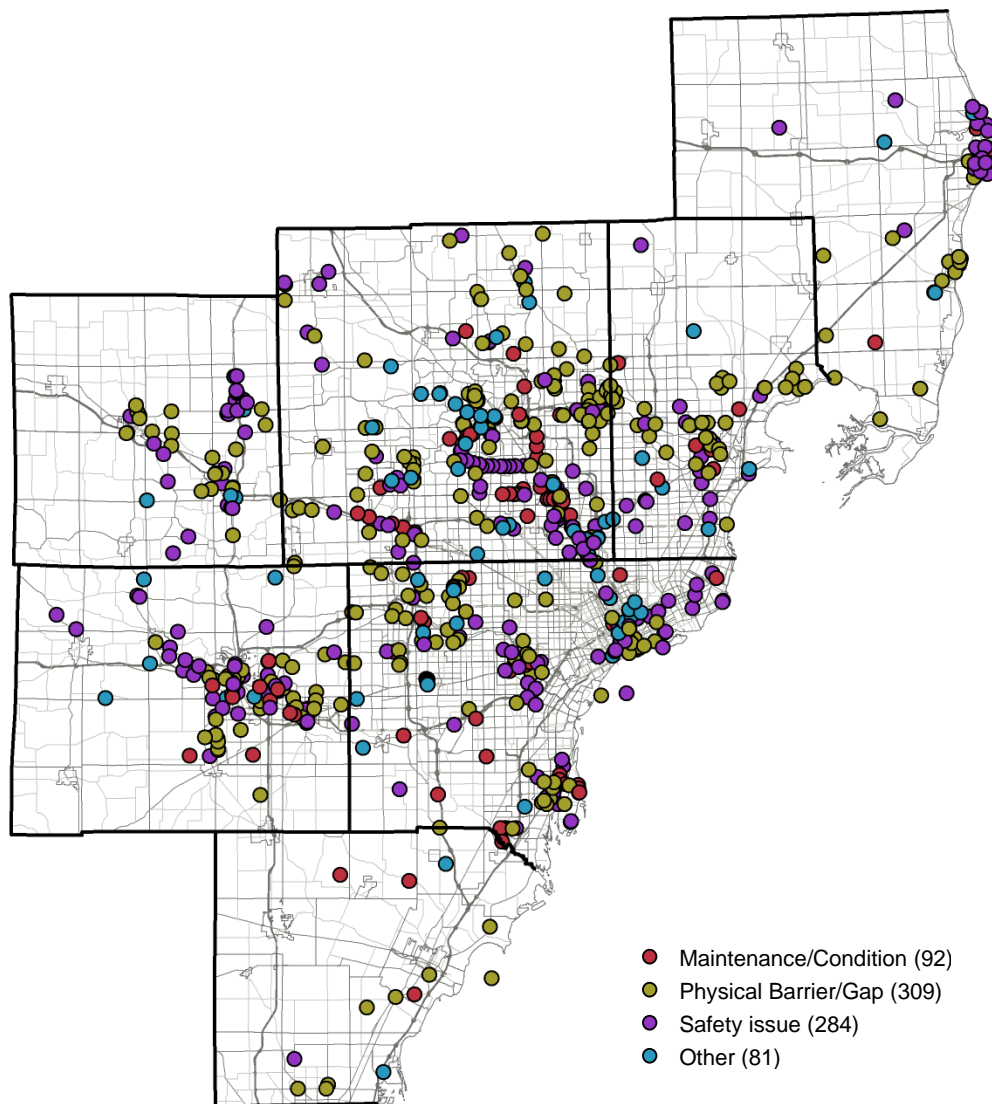 Maintenance/Condition (92)
Physical Barrier/Gap (309)
Safety issue (284)
Other (81)